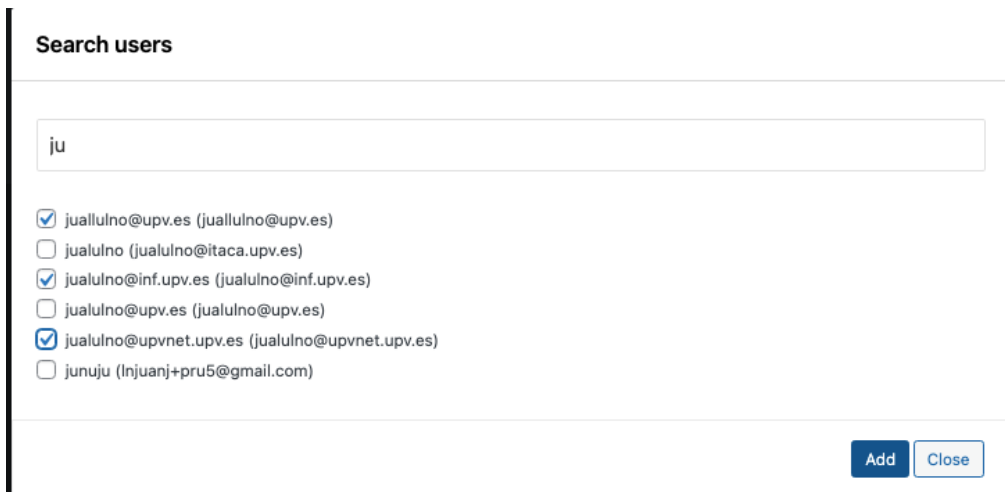 Search users
ju
juallulno@upv.es (juallulno@upv.es)
jualulno (jualulno@itaca.upv.es)
jualulno@inf.upv.es (jualulno@inf.upv.es)
jualulno@upv.es (jualulno@upv.es)
jualulno@upvnet.upv.es (jualulno@upvnet.upv.es)
junuju (lnjuanj+pru5@gmail.com)
Add Close